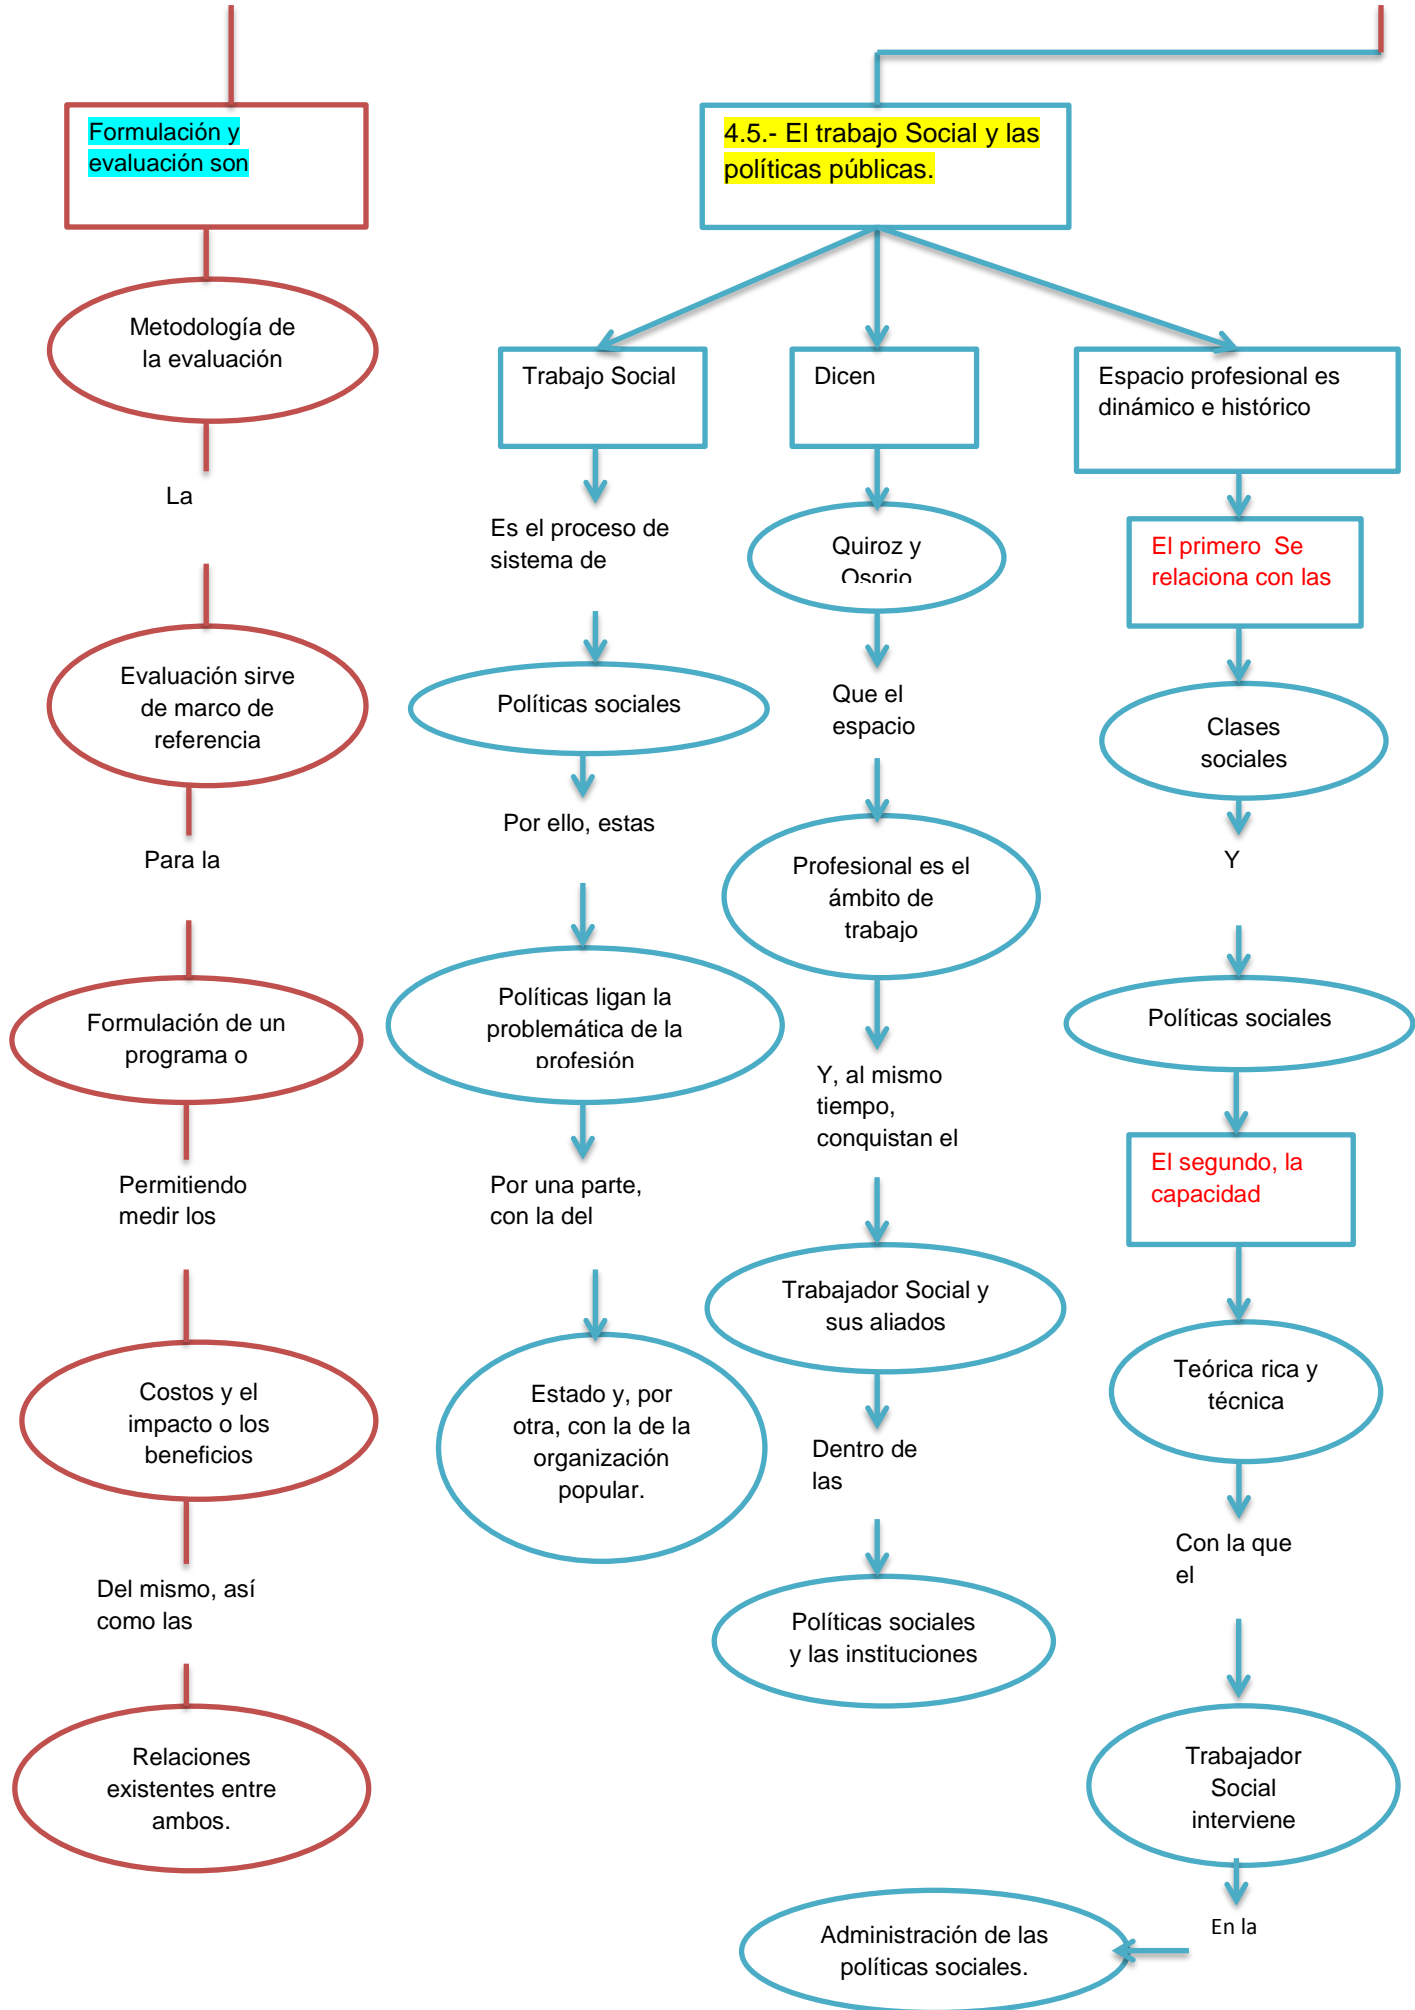 Formulación y
evaluación son
Metodología de
la evaluación
La
Evaluación sirve
de marco de
referencia
Para la
Formulación de un
programa o
Permitiendo
medir los
Costos y el
impacto o los
beneficios
Del mismo, así
como las
Relaciones
existentes entre
ambos.
4.5.- El trabajo Social y las
políticas públicas.
Trabajo Social
Es el proceso de
sistema de
Políticas sociales
Por ello, estas
Políticas ligan la
problemática de la
profesión
Por una parte,
con la del
Estado y, por
otra, con la de la
organización
popular.
Dicen
Quiroz y
Osorio
Que el
espacio
Profesional es el
ámbito de
trabajo
Y, al mismo
tiempo,
conquistan el
Trabajador Social y
sus aliados
Dentro de
las
Políticas sociales
y las instituciones
Espacio profesional es
dinámico e histórico
El primero  Se
relaciona con las
Clases
sociales
Y
Políticas sociales
El segundo, la
capacidad
Teórica rica y
técnica
Con la que
el
Trabajador
Social
interviene
En la
Administración de las
políticas sociales.